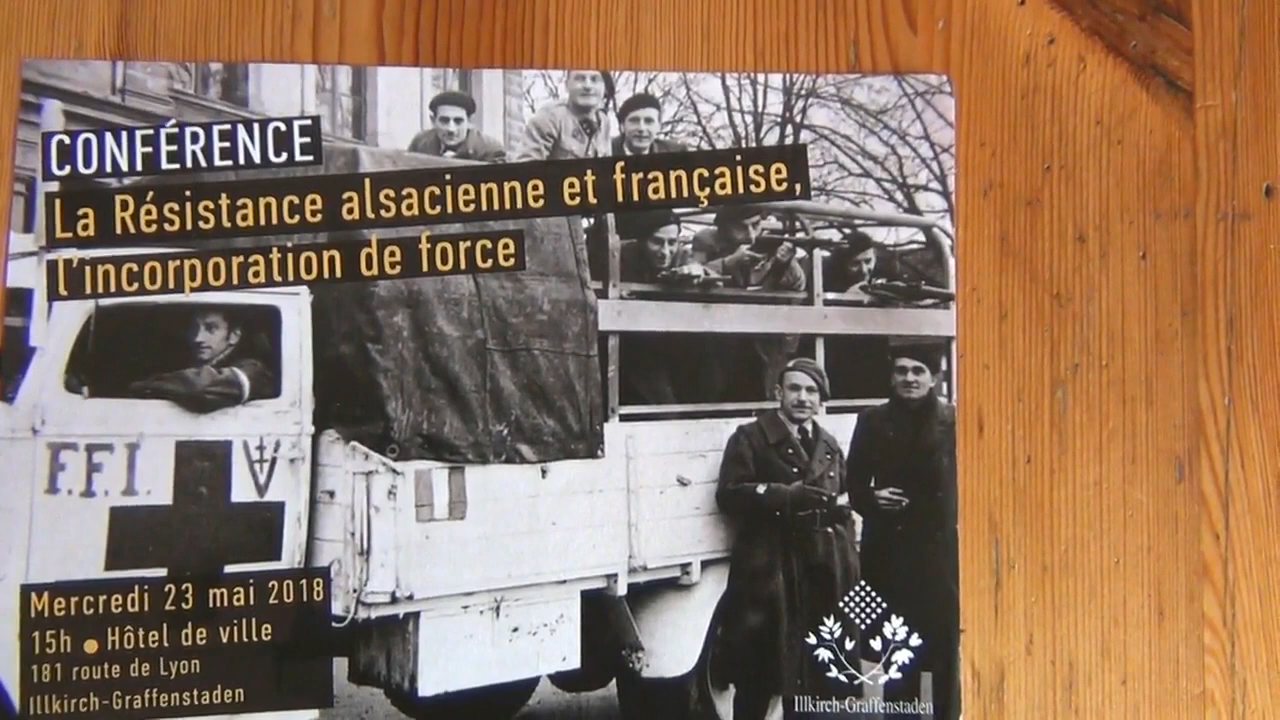 CONFÉRENCE
La Résistance alsacienne et française,
l'incorporation de force
F.F.I.
V
Mercredi 23 mai 2018
15h • Hôtel de ville
181 route de Lyon
Illkirch-Graffenstaden
Illkirch-Graffenstaden